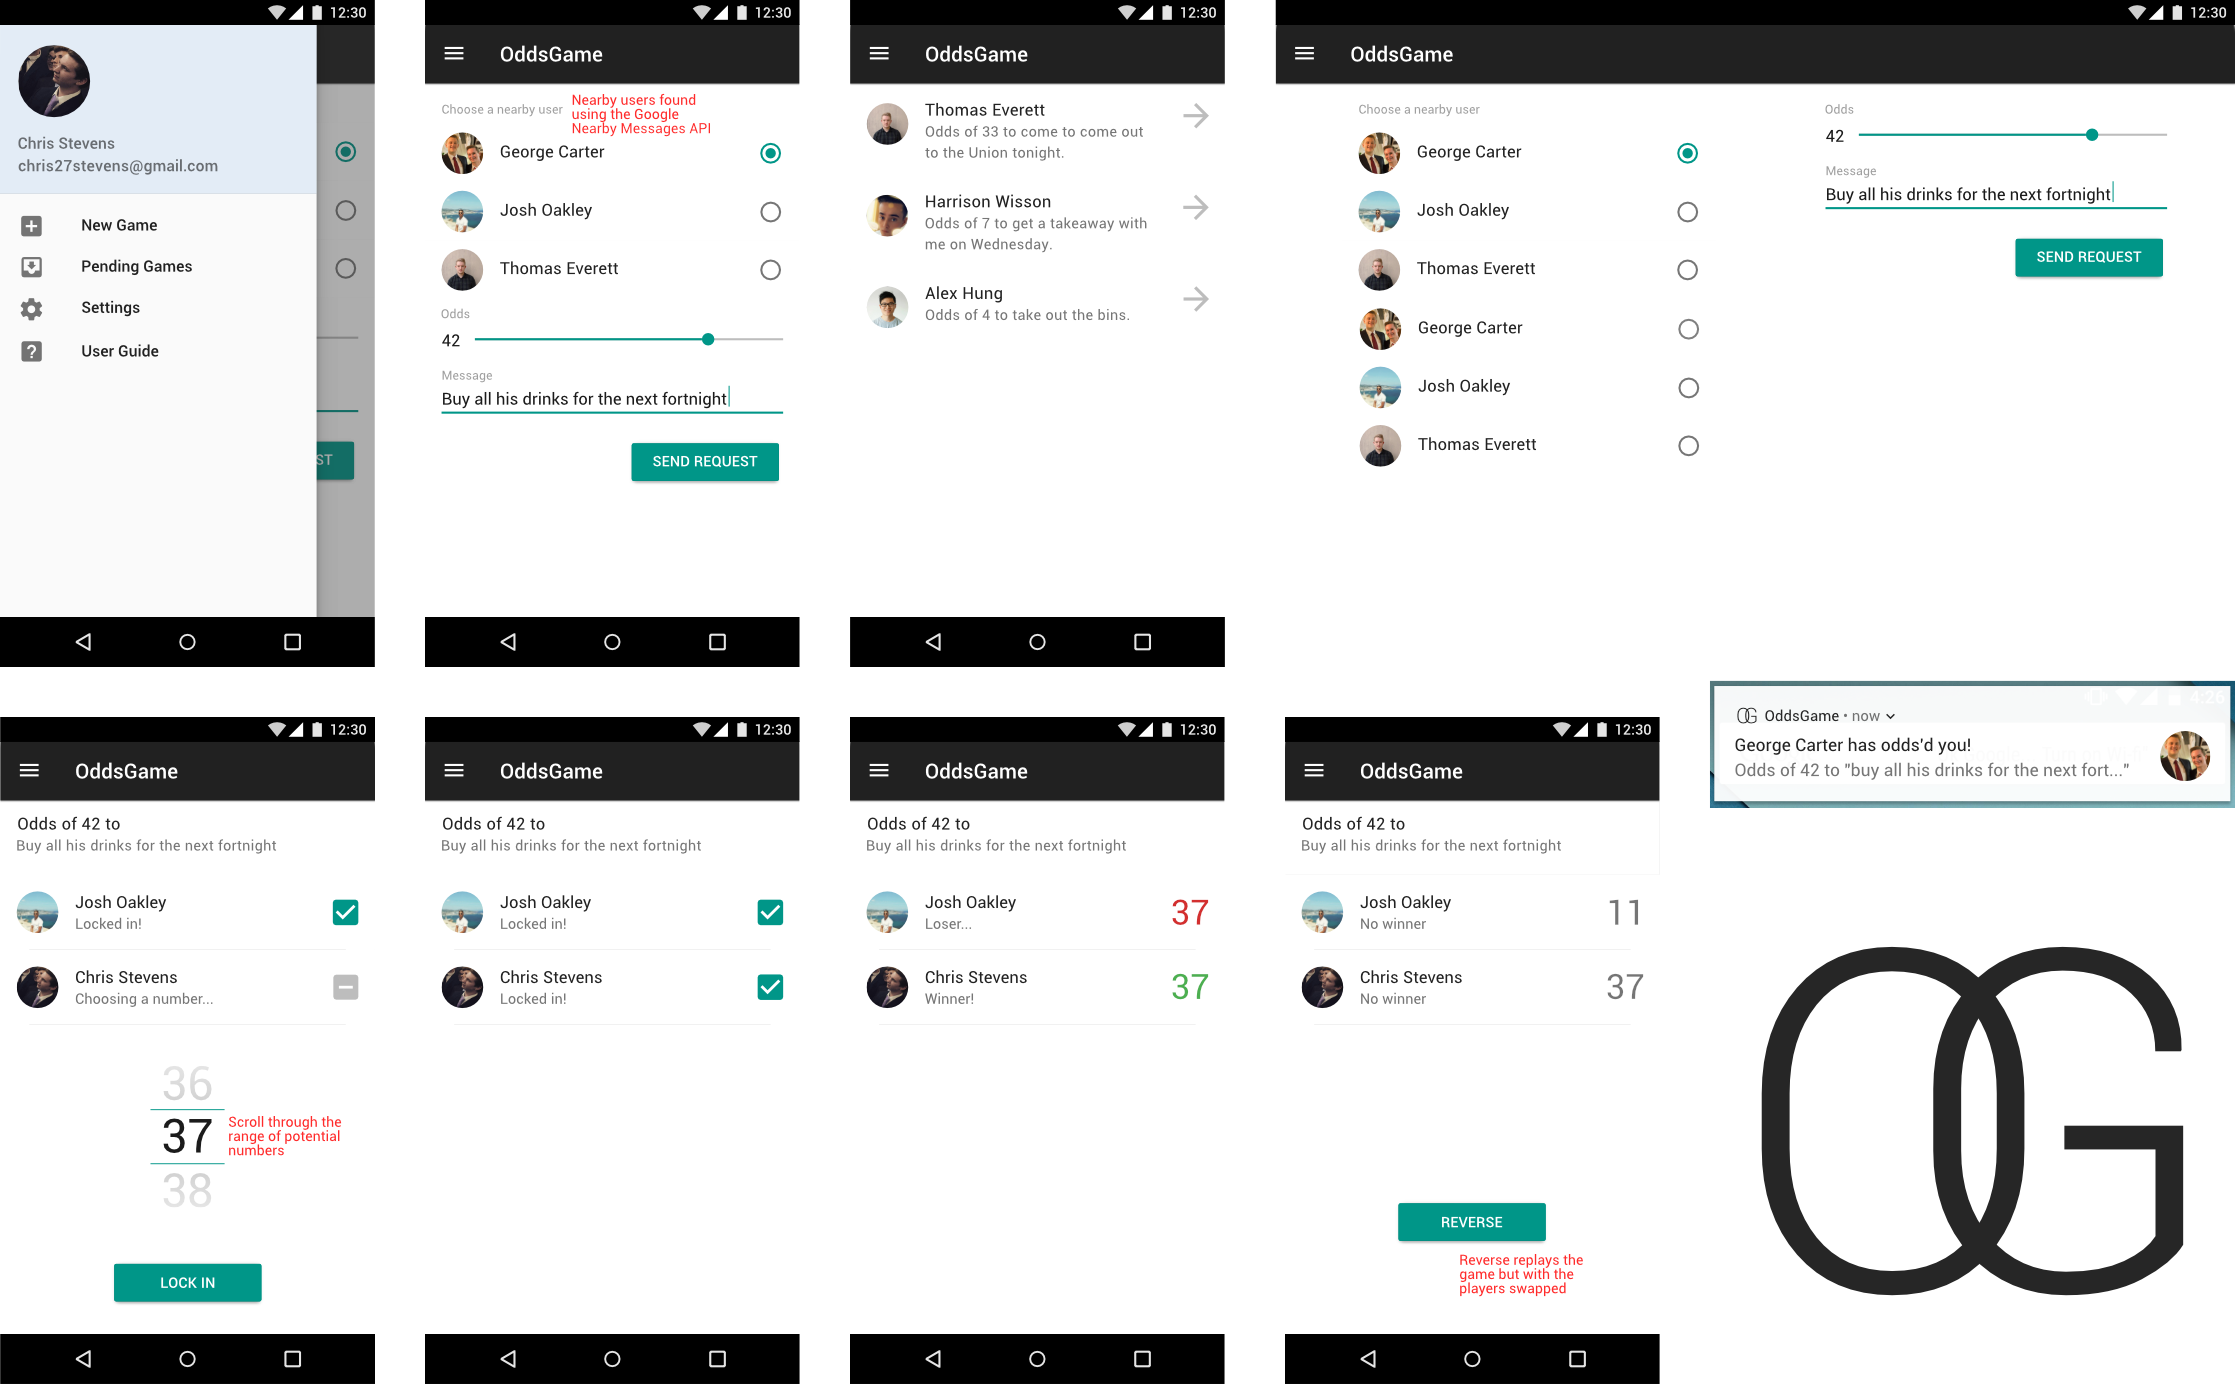 12:30
Chris Stevens
chris27stevens@gmail.com
New Game
Pending Games
Settings
User Guide
ST
12:30
OddsGame
Choose a nearby user
Nearby users found
using the Google
Nearby Messages API
George Carter
Josh Oakley
Thomas Everett
Odds
42
Message
Buy all his drinks for the next fortnight
SEND REQUEST
12:30
OddsGame
Thomas Everett
Odds of 33 to come to come out
to the Union tonight.
Harrison Wisson
Odds of 7 to get a takeaway with
me on Wednesday.
Alex Hung
Odds of 4 to take out the bins.
12:30
OddsGame
Choose a nearby user
George Carter
Josh Oakley
Thomas Everett
George Carter
Josh Oakley
Thomas Everett
Odds
42
Message
Buy all his drinks for the next fortnight
SEND REQUEST
12:30
OddsGame
Odds of 42 to
Buy all his drinks for the next fortnight
Josh Oakley
Locked in!
Chris Stevens
Choosing a number...
36
37
38
Scroll through the
range of potential
numbers
LOCK IN
12:30
OddsGame
Odds of 42 to
Buy all his drinks for the next fortnight
Josh Oakley
Locked in!
Chris Stevens
Locked in!
12:30
OddsGame
Odds of 42 to
Buy all his drinks for the next fortnight
Josh Oakley
Loser...
37
Chris Stevens
Winner!
37
12:30
OddsGame
Odds of 42 to
Buy all his drinks for the next fortnight
Josh Oakley
No winner
11
Chris Stevens
No winner
37
REVERSE
Reverse replays the
game but with the
players swapped
4:26
OG OddsGame • now
George Carter has odds'd you!
Odds of 42 to "buy all his drinks for the next fort..."
OG